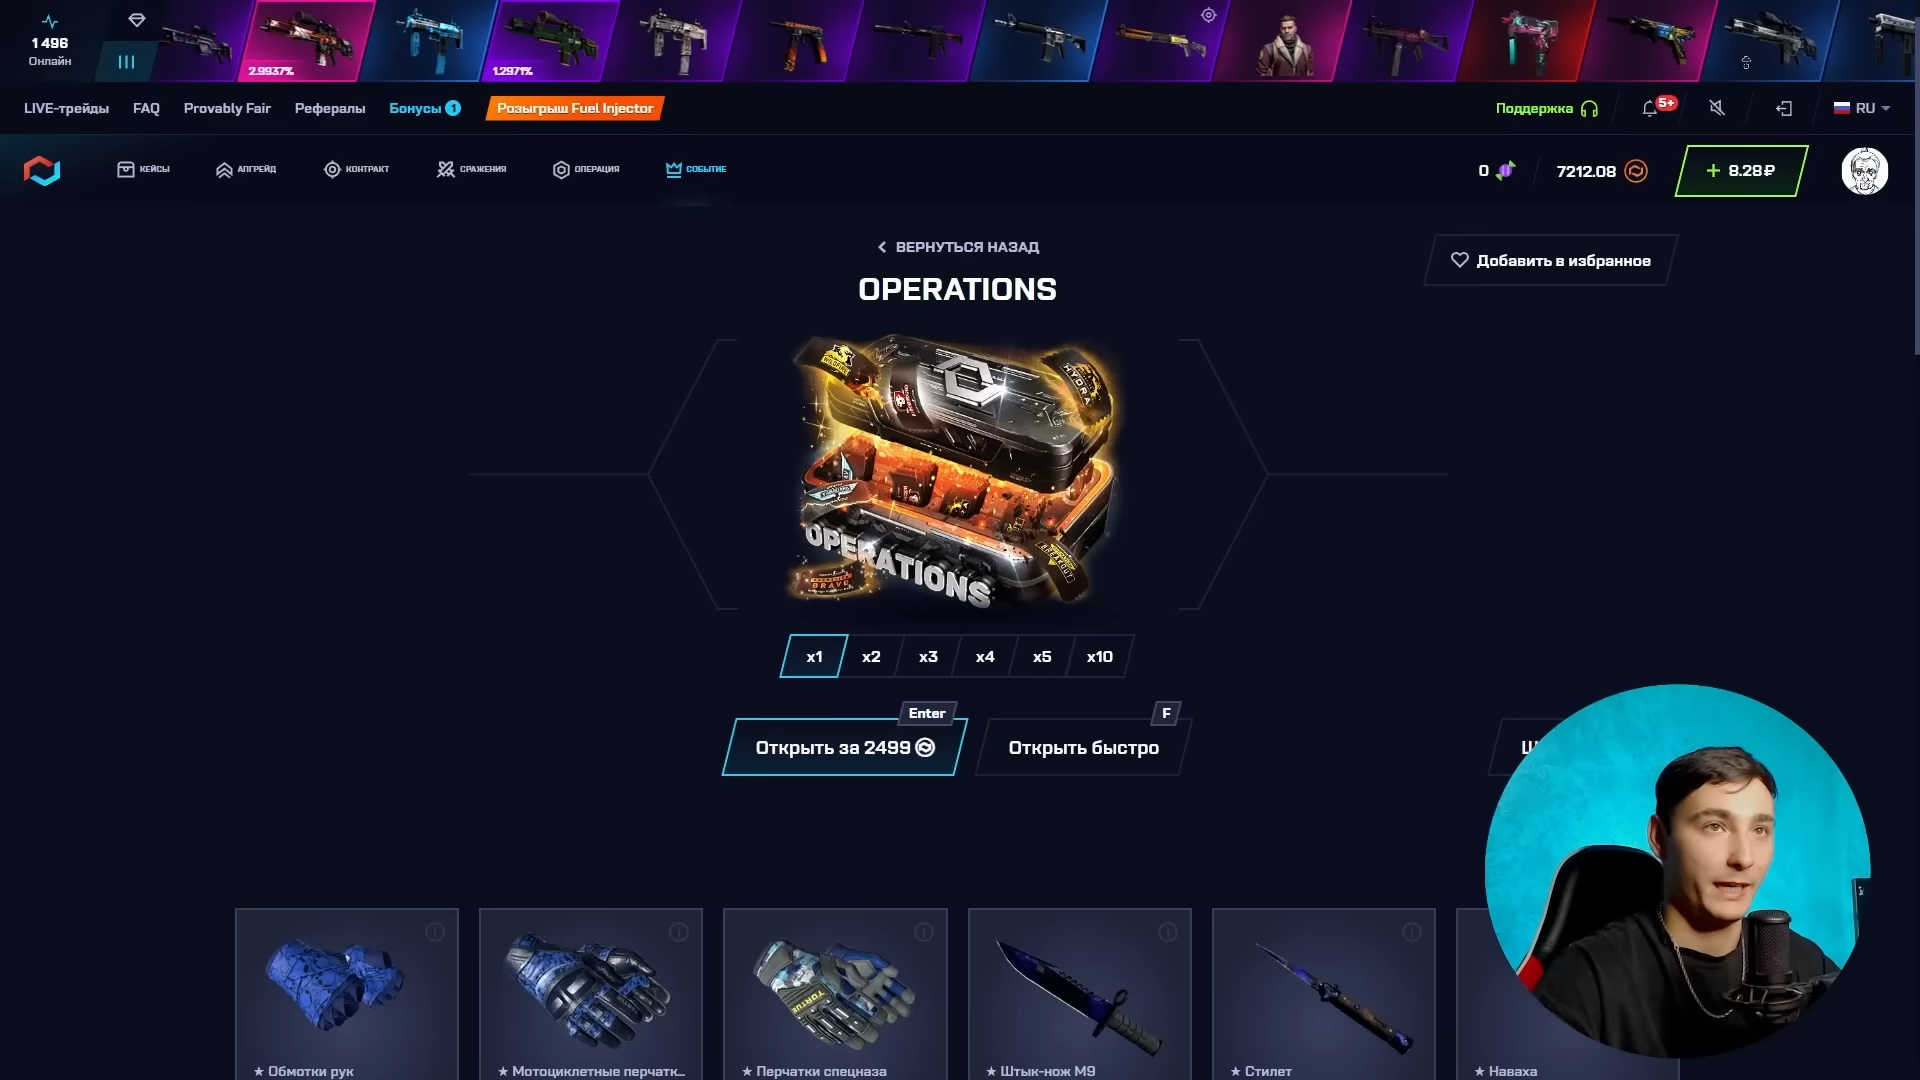 1 496
Онлайн
2.9937%
1.2971%
LIVE-трейды
FAQ
Provably Fair
Рефералы
Бонусы 1
Розыгрыш Fuel Injector
Поддержка
5+
RU
КЕЙСЫ
АПГРЕЙД
КОНТРАКТ
СРАЖЕНИЯ
ОПЕРАЦИЯ
СОБЫТИЕ
0
7212.08
+ 8.28₽
ВЕРНУТЬСЯ НАЗАД
OPERATIONS
Добавить в избранное
HYDRA
OPERATIONS
BRAVO
BREAKOUT
x1
x2
x3
x4
x5
x10
Enter
F
Открыть за 2499
Открыть быстро
★ Обмотки рук
★ Мотоциклетные перчатк...
★ Перчатки спецназа
★ Штык-нож M9
★ Стилет
★ Наваха